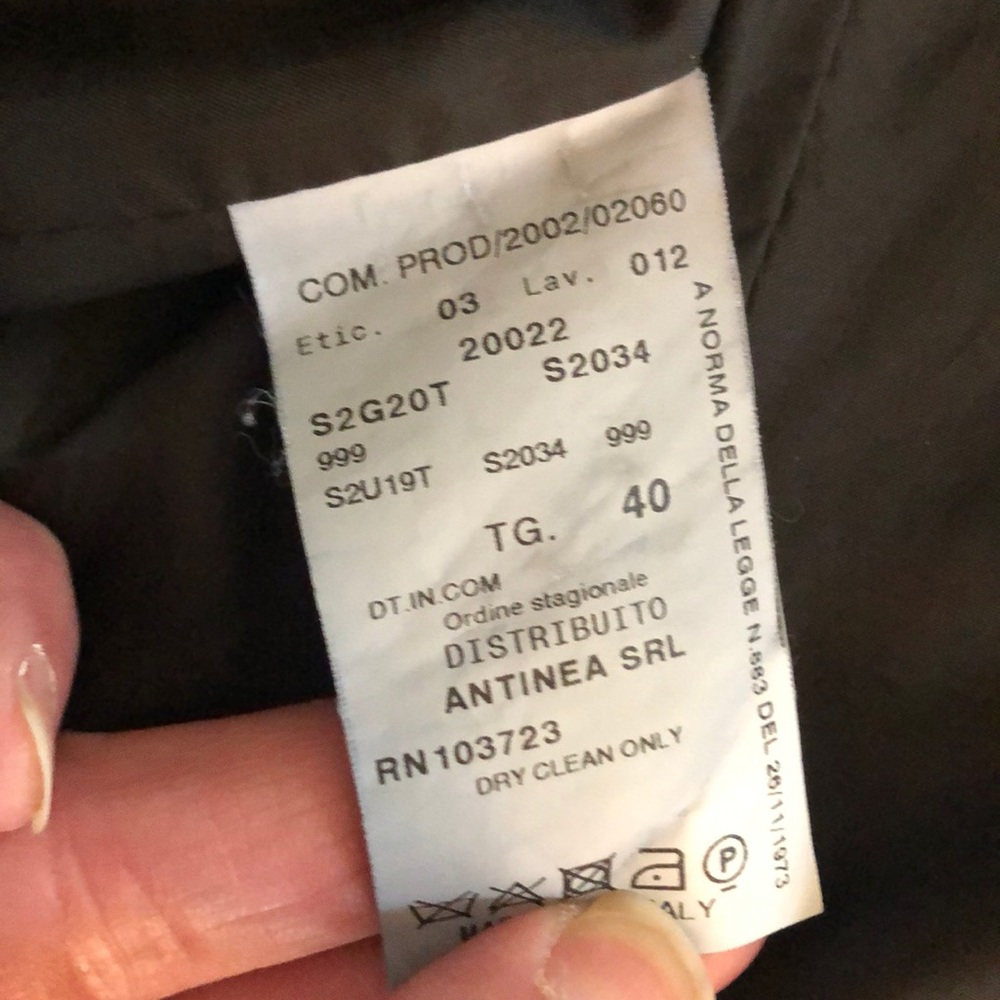 COM. PROD/2002/02060
Etic. 03 Lav. 012
20022
S2G20T S2034
999
S2U19T S2034 999
TG. 40
DT.IN.COM
Ordine stagionale
DISTRIBUITO
ANTINEA SRL
RN103723
DRY CLEAN ONLY
P
ALY
A NORMA DELLA LEGGE N.883 DEL 26/11/1973